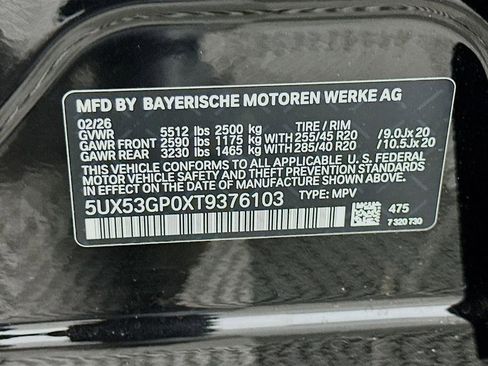 MFD BY BAYERISCHE MOTOREN WERKE AG
02/26
GVWR 5512 lbs 2500 kg TIRE / RIM
GAWR FRONT 2590 lbs 1175 kg WITH 255/45 R20 /9.0Jx20
GAWR REAR 3230 lbs 1465 kg WITH 285/40 R20 /10.5Jx20
THIS VEHICLE CONFORMS TO ALL APPLICABLE U. S. FEDERAL
MOTOR VEHICLE SAFETY AND THEFT PREVENTION STANDARDS
IN EFFECT ON THE DATE OF MANUFACTURE SHOWN ABOVE.
5UX53GP0XT9376103 TYPE: MPV
475
7 320 730